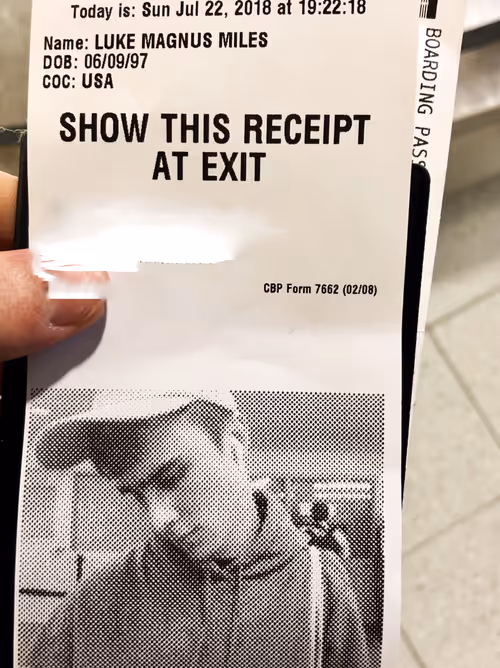 Today is: Sun Jul 22, 2018 at 19:22:18
Name: LUKE MAGNUS MILES
DOB: 06/09/97
COC: USA
SHOW THIS RECEIPT
AT EXIT
CBP Form 7662 (02/08)
BOARDING PASS